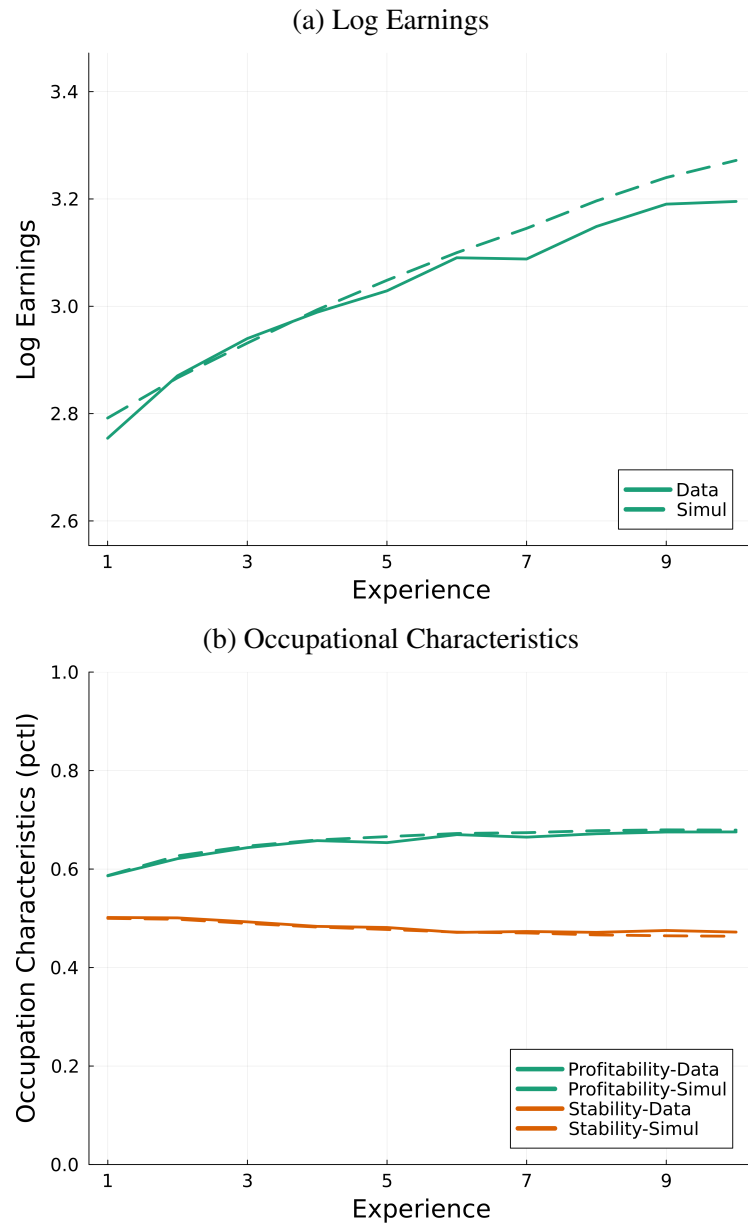 (a) Log Earnings
3.4
3.2
3.0
2.8
2.6
Log Earnings
Data
Simul
1 3 5 7 9
Experience
(b) Occupational Characteristics
1.0
0.8
0.6
0.4
0.2
0.0
Occupation Characteristics (pctl)
Profitability-Data
Profitability-Simul
Stability-Data
Stability-Simul
1 3 5 7 9
Experience